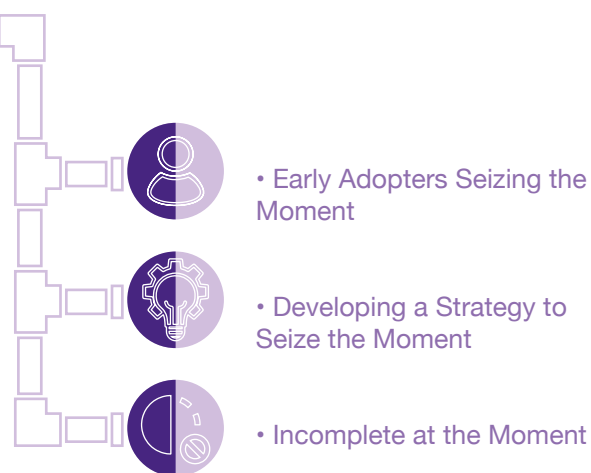 • Early Adopters Seizing the
Moment
• Developing a Strategy to
Seize the Moment
• Incomplete at the Moment